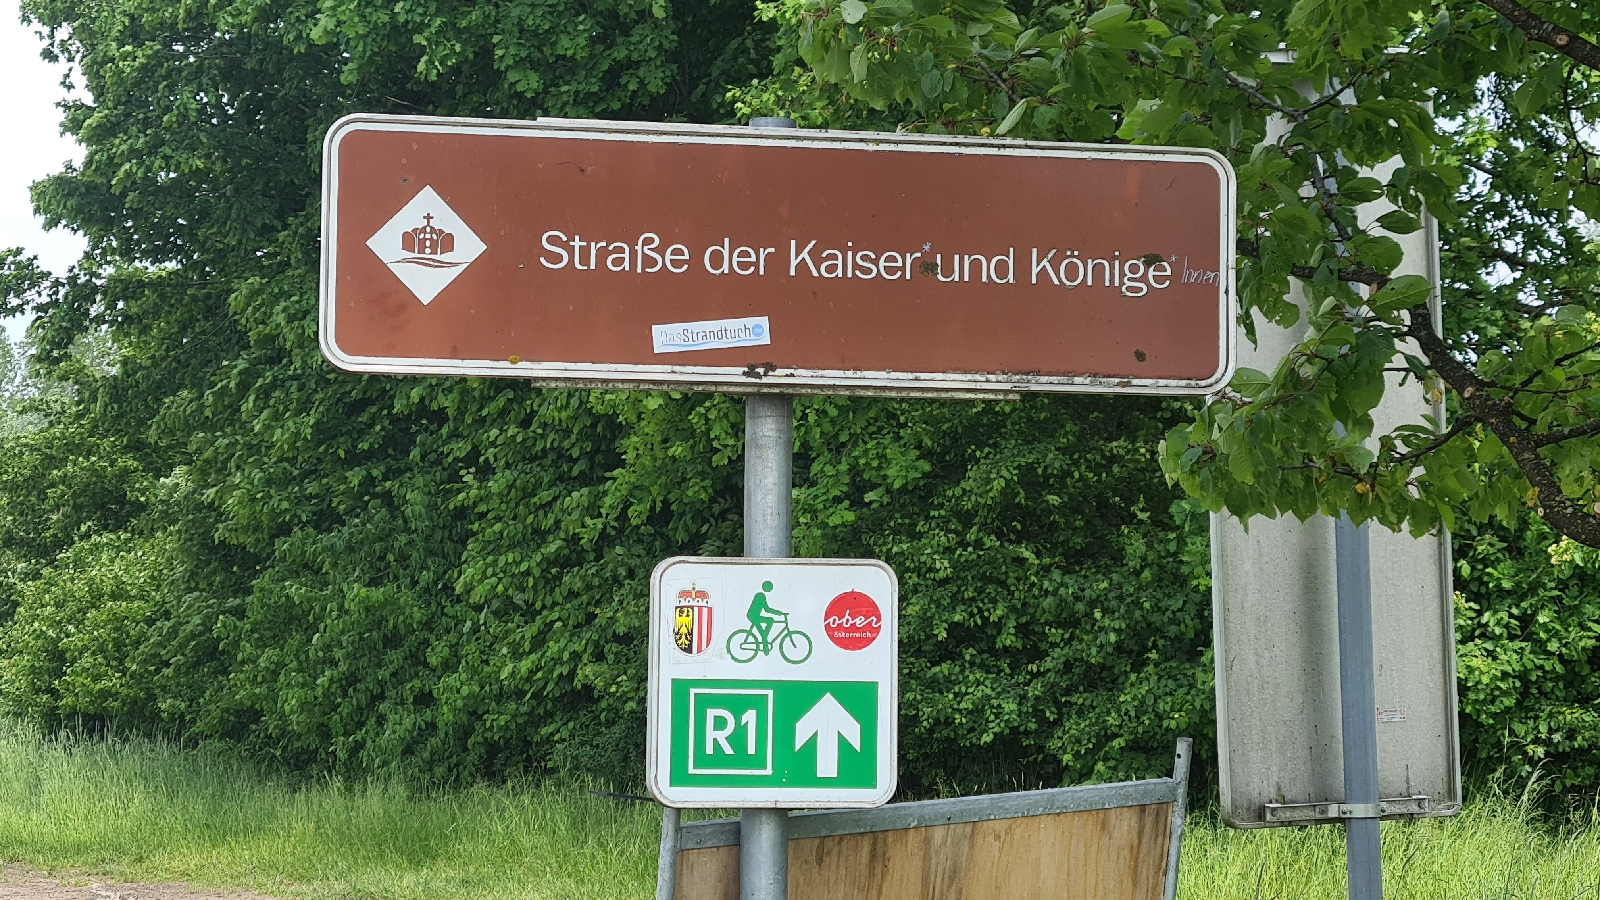 Straße der Kaiser* und Könige*Innen
DasStrandtuch
ober
österreich
R1